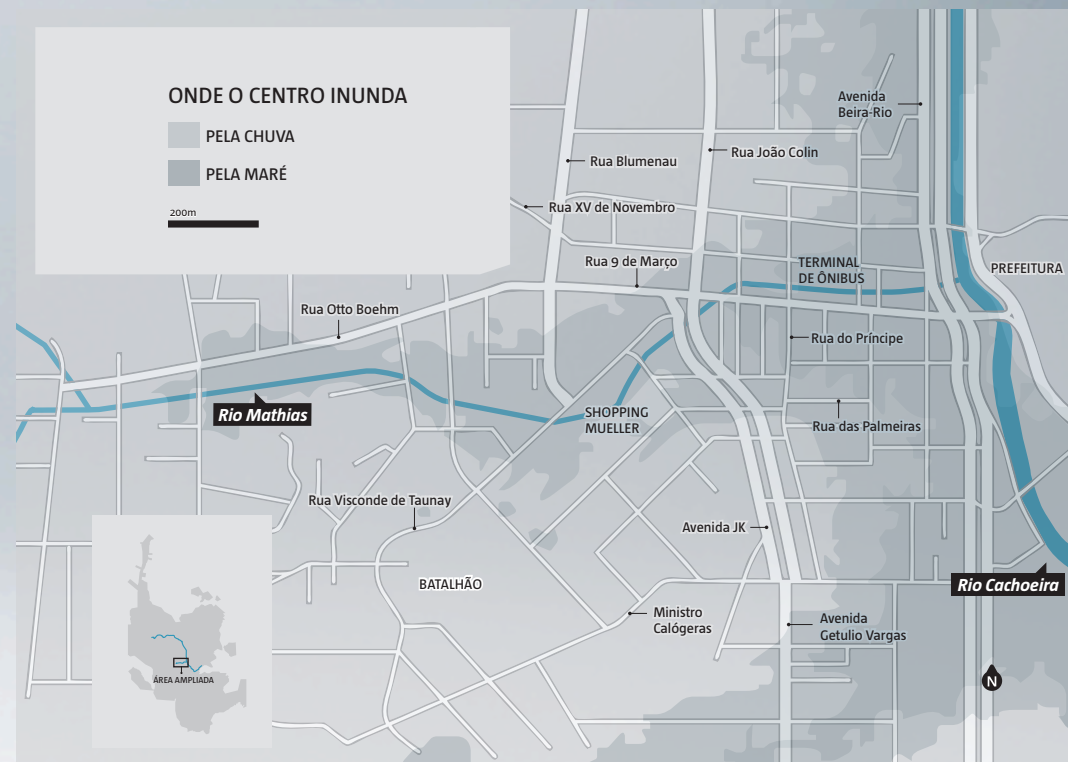 ONDE O CENTRO INUNDA
PELA CHUVA
PELA MARÉ
200m
Avenida
Beira-Rio
Rua Blumenau
Rua João Colin
Rua XV de Novembro
Rua 9 de Março
TERMINAL
DE ÔNIBUS
PREFEITURA
Rua Otto Boehm
Rua do Príncipe
Rio Mathias
SHOPPING
MUELLER
Rua das Palmeiras
Rua Visconde de Taunay
Avenida JK
BATALHÃO
Rio Cachoeira
Ministro
Calógeras
Avenida
Getulio Vargas
ÁREA AMPLIADA
N